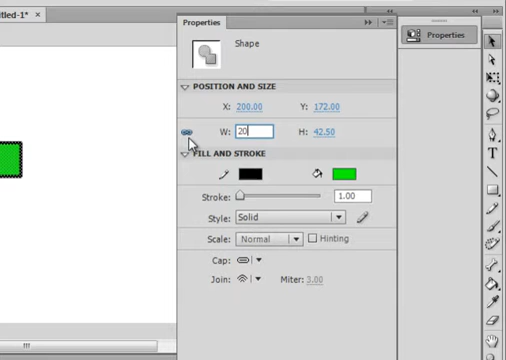 titled-1* ×
Properties
Shape
POSITION AND SIZE
X: 200.00 Y: 172.00
W: 20 H: 42.50
FILL AND STROKE
Stroke: 1.00
Style: Solid
Scale: Normal Hinting
Cap:
Join: Miter: 3.00
Properties
T